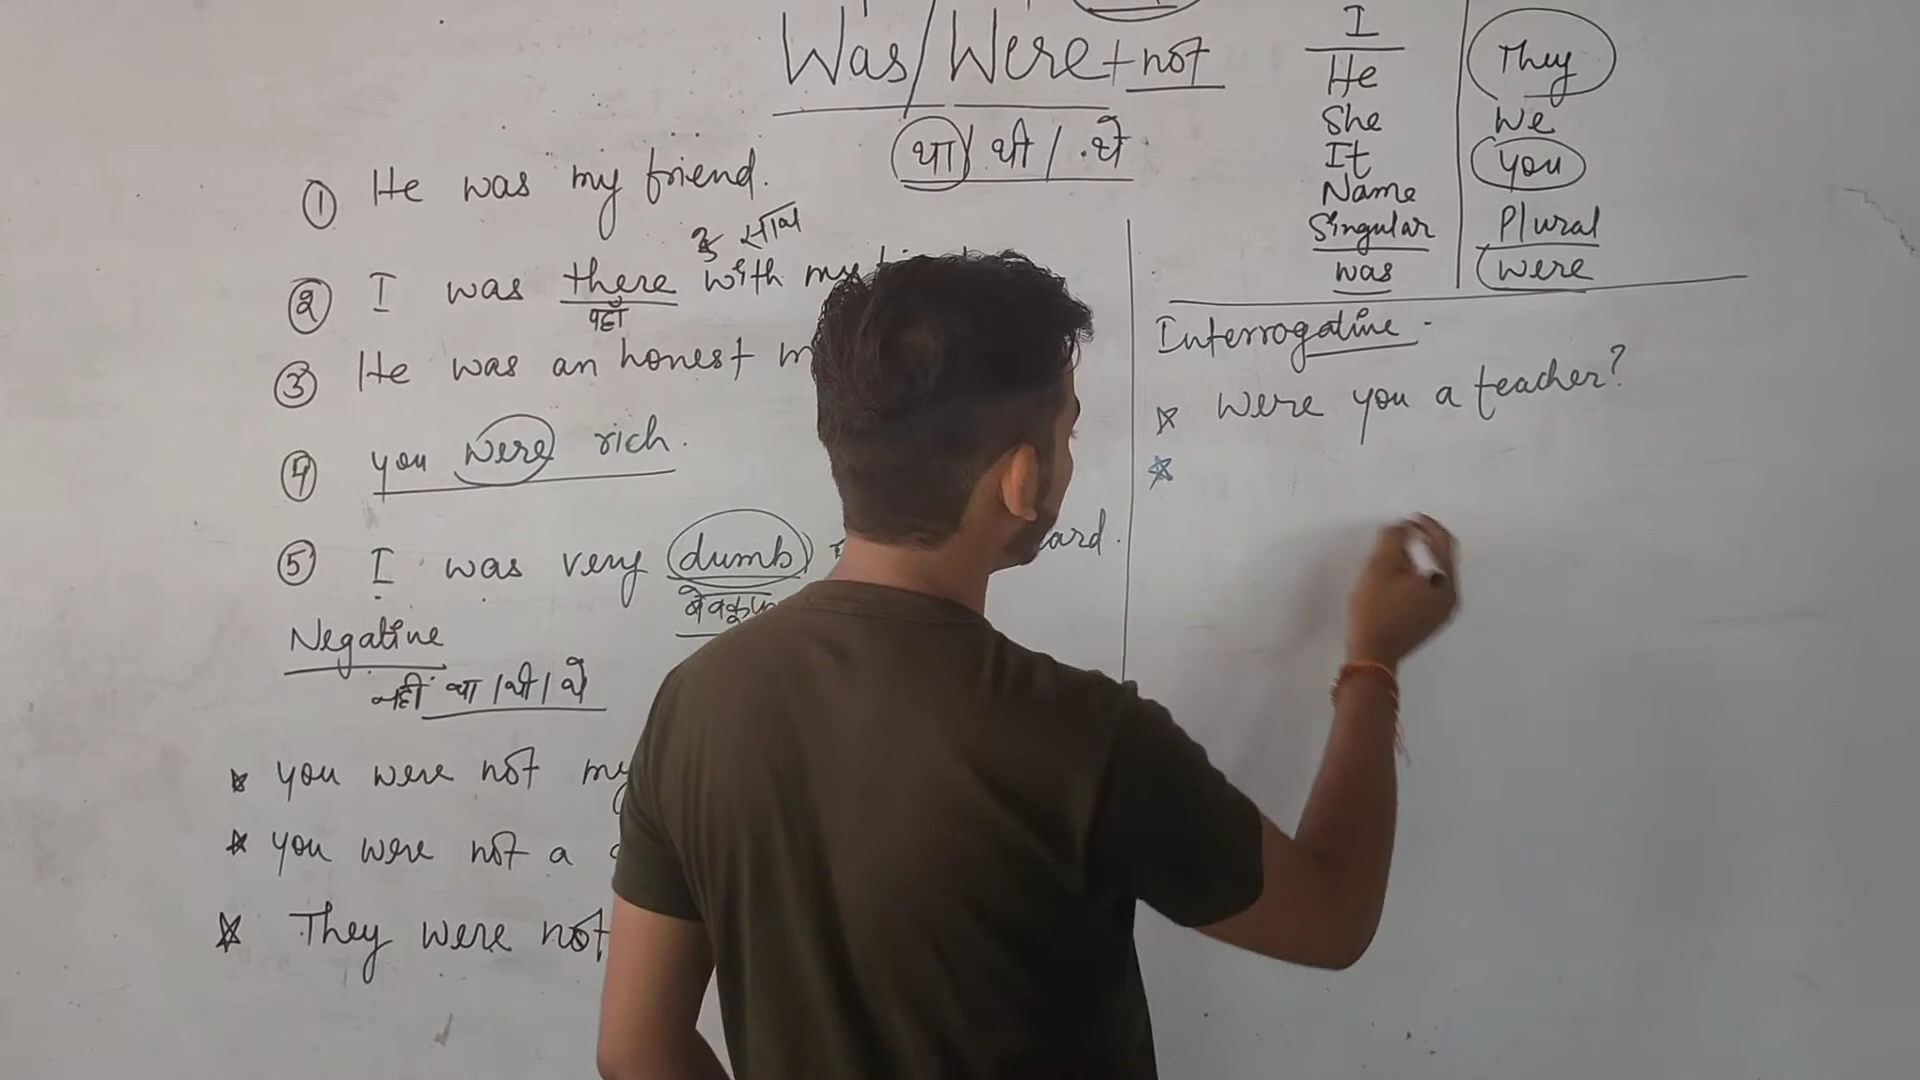 Was/Were+not
था/थी/थे
I
He
She
It
Name
Singular
was
They
We
you
Plural
were
① He was my friend.
के साथ
② I was there with my
वहाँ
③ He was an honest
④ you were rich.
⑤ I was very dumb
Negative
नहीं था/थी/थे
you were not my
you were not a
They were not
Interrogative -
Were you a teacher?